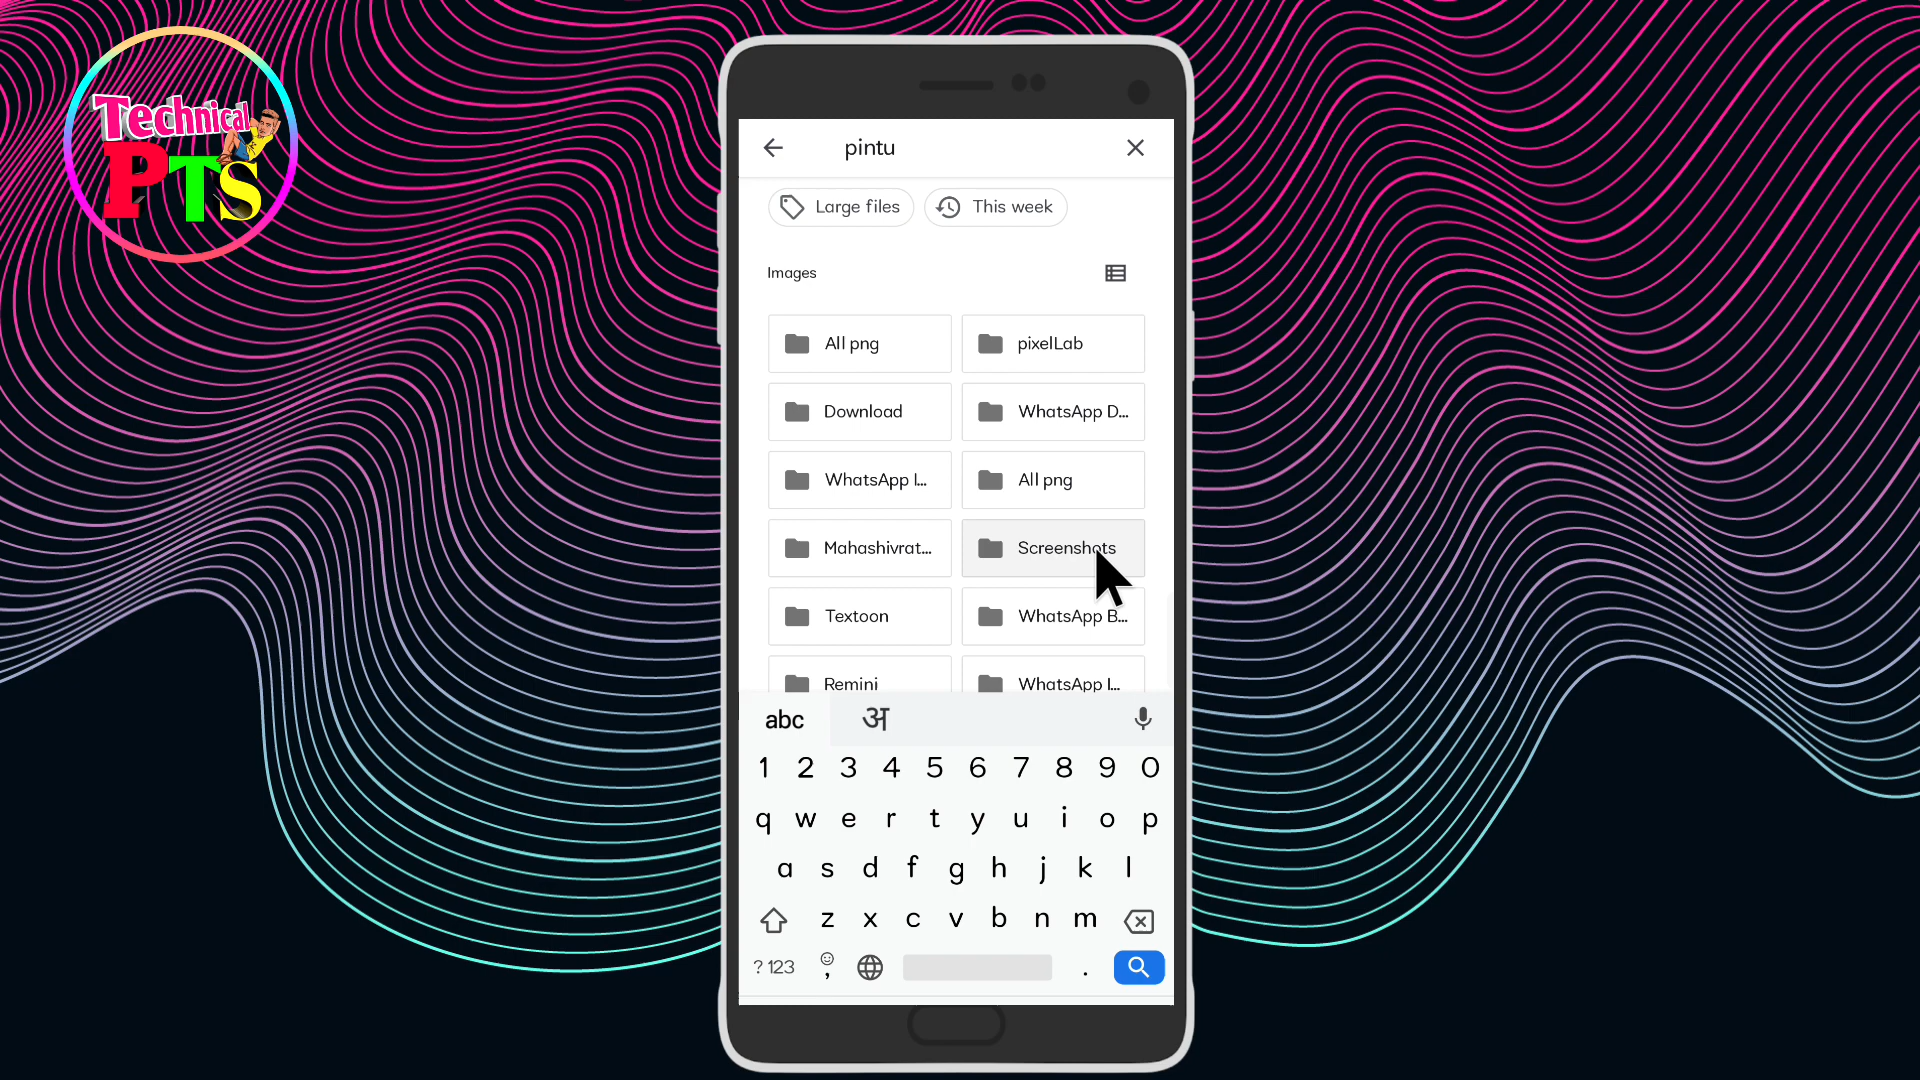 Technical
PTS
pintu
Large files
This week
Images
All png
pixelLab
Download
WhatsApp D...
WhatsApp I...
All png
Mahashivrat...
Screenshots
Textoon
WhatsApp B...
Remini
WhatsApp I...
abc अ
1 2 3 4 5 6 7 8 9 0
q w e r t y u i o p
a s d f g h j k l
z x c v b n m
?123 , .